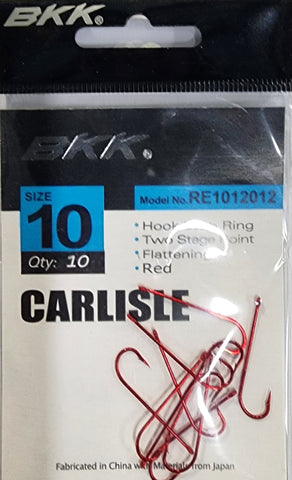 BKK®
BKK®
SIZE
10
Qty: 10
Model No. RE1012012
• Hook Ring
• Two Stage Point
• Flattening
• Red
CARLISLE
Fabricated in China with Materials from Japan